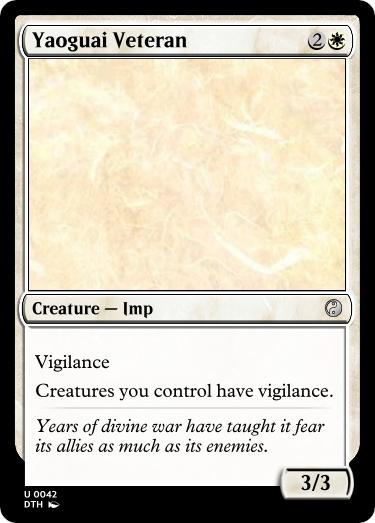 Yaoguai Veteran 2
Creature — Imp
Vigilance
Creatures you control have vigilance.
Years of divine war have taught it fear
its allies as much as its enemies.
3/3
U 0042
DTH